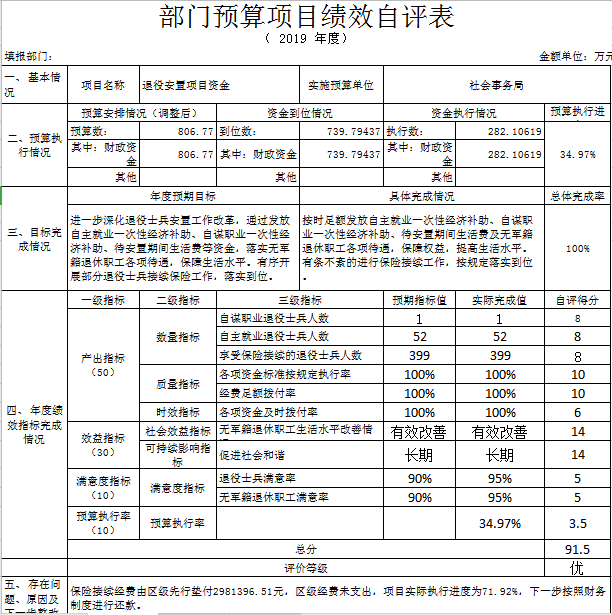 部门预算项目绩效自评表
（ 2019 年度）
填报部门： 金额单位：万元
一、 基本情况 项目名称 退役安置项目资金 实施预算单位 社会事务局
二、预算执行情况 预算安排情况（调整后） 资金到位情况 资金执行情况 预算执行进
预算数： 806.77 到位数： 739.79437 执行数： 282.10619 34.97%
其中：财政资金 806.77 其中：财政资金 739.79437 其中：财政资金 282.10619
其他 其他 其他
三、目标完成情况 年度预期目标 具体完成情况 总体完成率
进一步深化退役士兵安置工作改革，通过发放
自主就业一次性经济补助、自谋职业一次性经
济补助、待安置期间生活费等资金，落实无军
籍退休职工各项待通，保障生活水平。有序开
展部分退役士兵接续保险工作，落实到位。
按时足额发放自主就业一次性经济补助、自谋职
业一次性经济补助、待安置期间生活费及无军籍
退休职工各项待通，保障权益，提高生活水平。
有条不紊的进行保险接续工作，按规定落实到位
。
100%
四、 年度绩效指标完成情况 一级指标 二级指标 三级指标 预期指标值 实际完成值 自评得分
产出指标（50） 数量指标 自谋职业退役士兵人数 1 1 8
自主就业退役士兵人数 52 52 8
享受保险接续的退役士兵人数 399 399 8
质量指标 各项资金标准按规定执行率 100% 100% 10
经费足额拨付率 100% 100% 10
时效指标 各项资金及时拨付率 100% 100% 6
效益指标（30） 社会效益指标 无军籍退休职工生活水平改善情 有效改善 有效改善 14
可持续影响指标 促进社会和谐 长期 长期 14
满意度指标（10） 满意度指标 退役士兵满意率 90% 95% 5
无军籍退休职工满意率 90% 95% 5
预算执行率（10） 预算执行率 34.97% 3.5
总分 91.5
评价等级 优
五、 存在问题、原因及下一步整改
保险接续经费由区级先行垫付2981396.51元，区级经费未支出，项目实际执行进度为71.92%，下一步按照财务
制度进行还款。